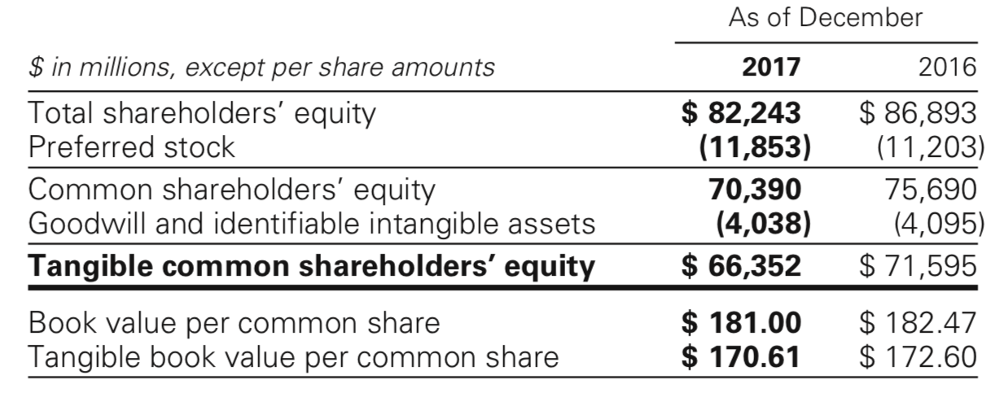 As of December
$ in millions, except per share amounts 2017 2016
Total shareholders’ equity $ 82,243 $ 86,893
Preferred stock (11,853) (11,203)
Common shareholders’ equity 70,390 75,690
Goodwill and identifiable intangible assets (4,038) (4,095)
Tangible common shareholders’ equity $ 66,352 $ 71,595
Book value per common share $ 181.00 $ 182.47
Tangible book value per common share $ 170.61 $ 172.60